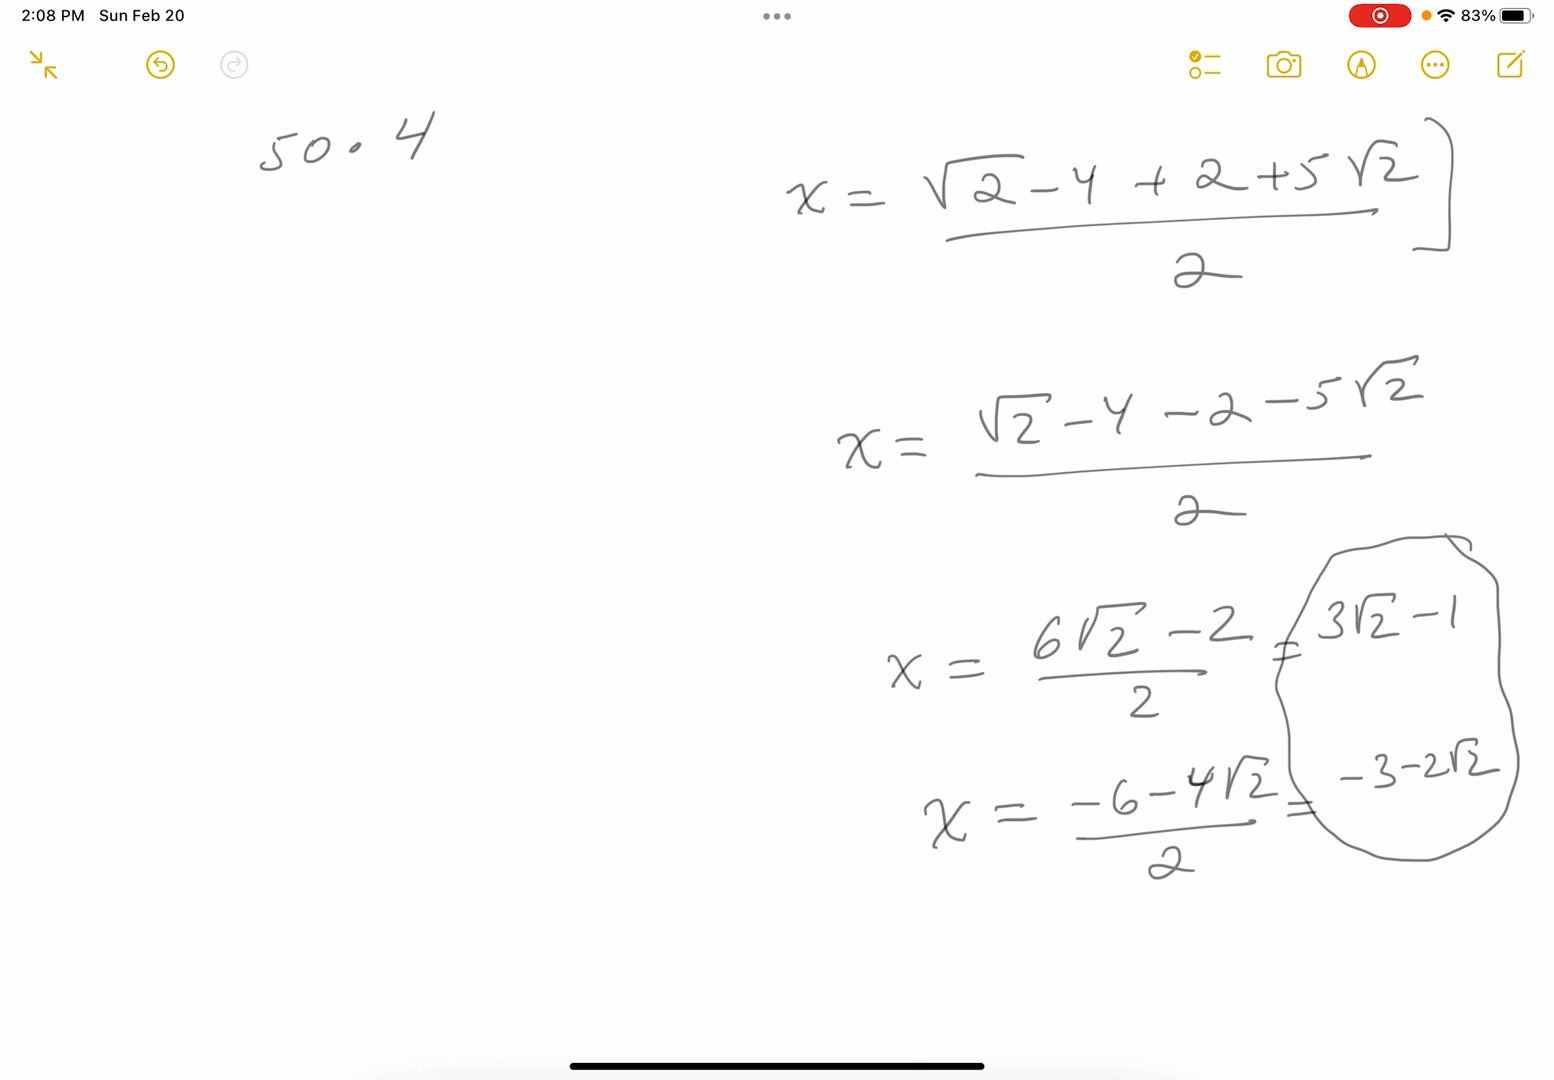 2:08 PM Sun Feb 20
83%
50 · 4
x = (√2 - 4 + 2 + 5√2) / 2 ]
x = (√2 - 4 - 2 - 5√2) / 2
x = (6√2 - 2) / 2 = 3√2 - 1
x = (-6 - 4√2) / 2 = -3 - 2√2